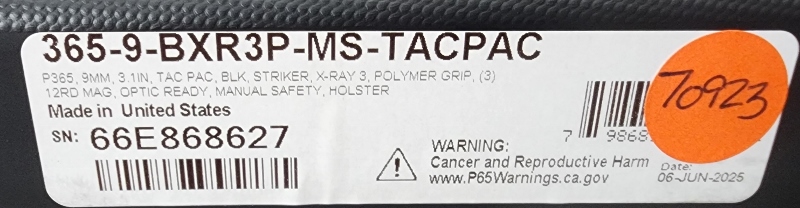 365-9-BXR3P-MS-TACPAC
P365, 9MM, 3.1IN, TAC PAC, BLK, STRIKER, X-RAY 3, POLYMER GRIP, (3)
12RD MAG, OPTIC READY, MANUAL SAFETY, HOLSTER
Made in United States
SN: 66E868627
70923
7 9868
WARNING:
Cancer and Reproductive Harm
www.P65Warnings.ca.gov
Date:
06-JUN-2025